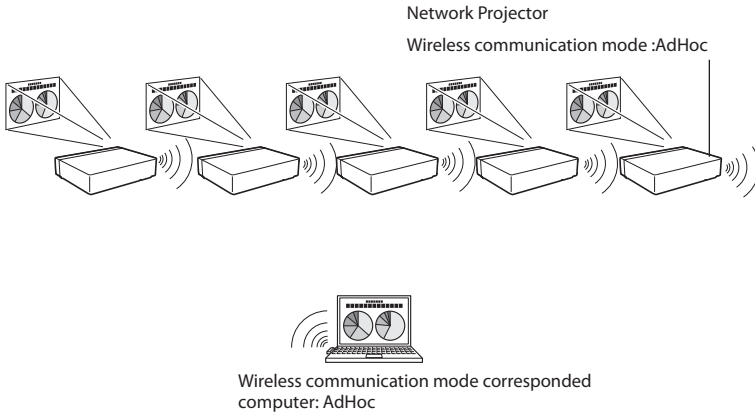 Network Projector
Wireless communication mode :AdHoc
Wireless communication mode corresponded
computer: AdHoc